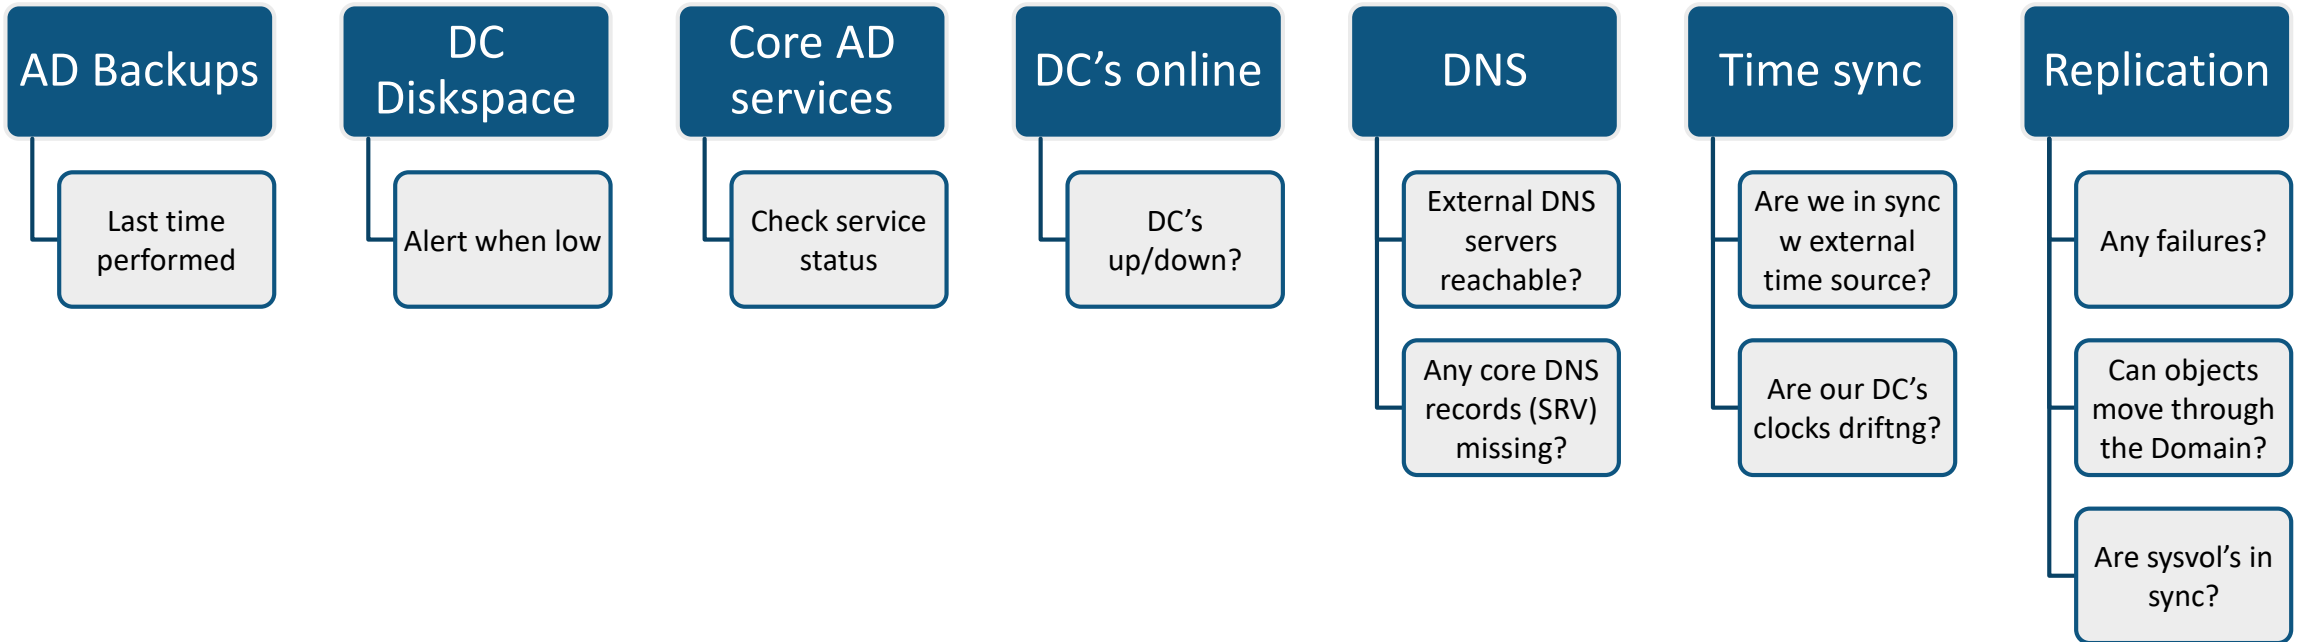 AD Backups
Last time
performed
DC
Diskspace
Alert when low
Core AD
services
Check service
status
DC’s online
DC’s
up/down?
DNS
External DNS
servers
reachable?
Any core DNS
records (SRV)
missing?
Time sync
Are we in sync
w external
time source?
Are our DC’s
clocks driftng?
Replication
Any failures?
Can objects
move through
the Domain?
Are sysvol’s in
sync?